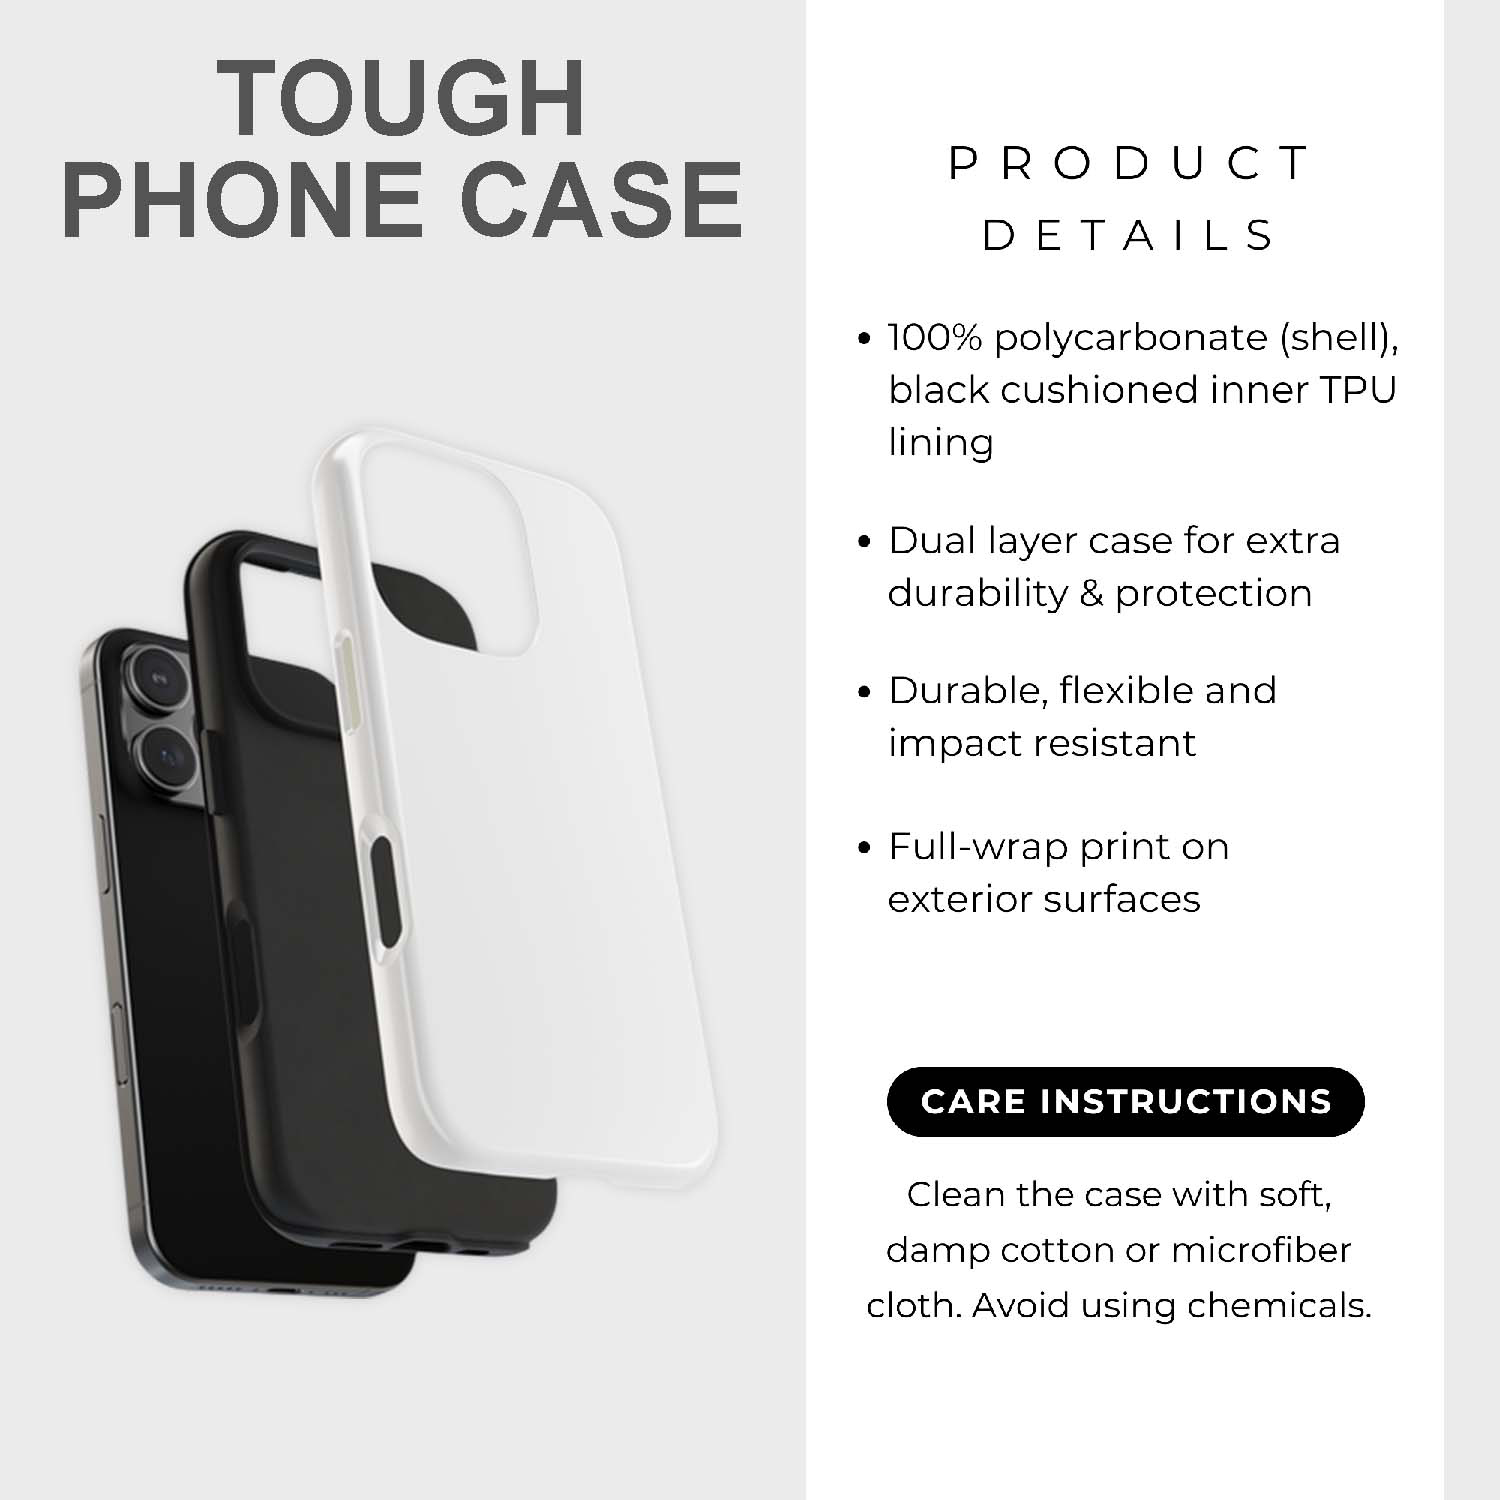 TOUGH
PHONE CASE
PRODUCT
DETAILS
• 100% polycarbonate (shell),
black cushioned inner TPU
lining
• Dual layer case for extra
durability & protection
• Durable, flexible and
impact resistant
• Full-wrap print on
exterior surfaces
CARE INSTRUCTIONS
Clean the case with soft,
damp cotton or microfiber
cloth. Avoid using chemicals.